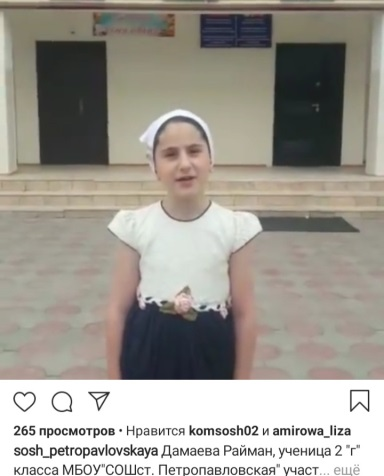 265 просмотров • Нравится komsosh02 и amirowa_liza
sosh_petropavlovskaya Дамаева Райман, ученица 2 "г"
класса МБОУ"СОШст. Петропавловская" участ... ещё